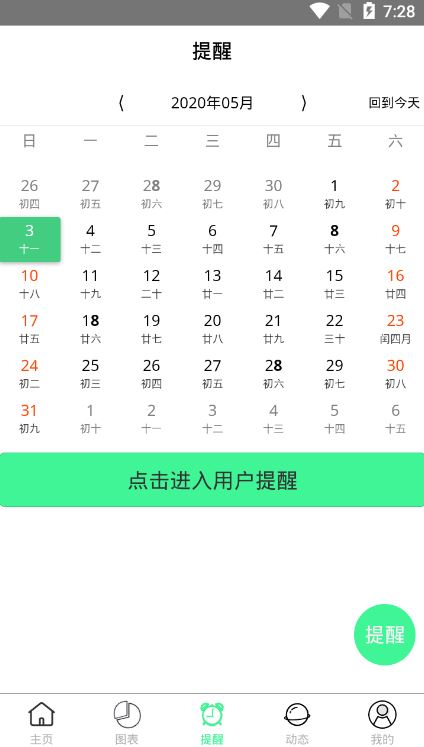 7:28
提醒
⟨ 2020年05月 ⟩ 回到今天
日 一 二 三 四 五 六
26 27 28 29 30 1 2
初四 初五 初六 初七 初八 初九 初十
3 4 5 6 7 8 9
十一 十二 十三 十四 十五 十六 十七
10 11 12 13 14 15 16
十八 十九 二十 廿一 廿二 廿三 廿四
17 18 19 20 21 22 23
廿五 廿六 廿七 廿八 廿九 三十 闰四月
24 25 26 27 28 29 30
初二 初三 初四 初五 初六 初七 初八
31 1 2 3 4 5 6
初九 初十 十一 十二 十三 十四 十五
点击进入用户提醒
提醒
主页 图表 提醒 动态 我的